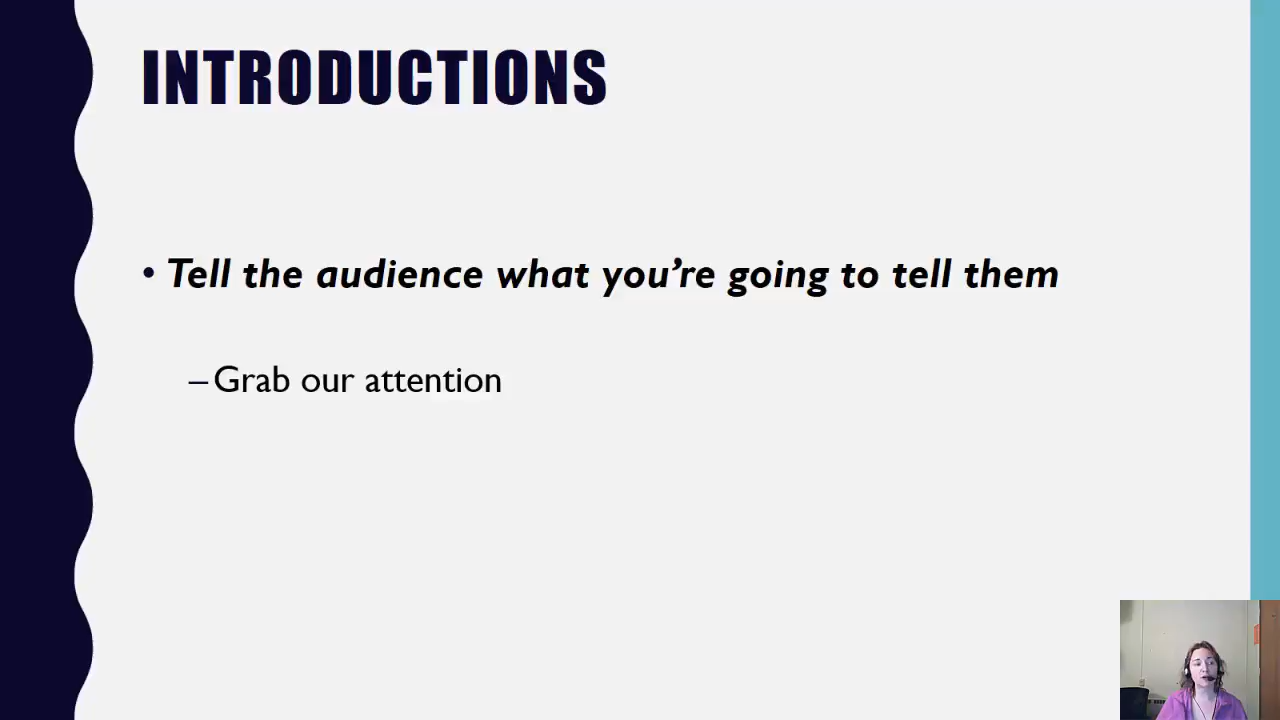 INTRODUCTIONS
• Tell the audience what you’re going to tell them
–Grab our attention